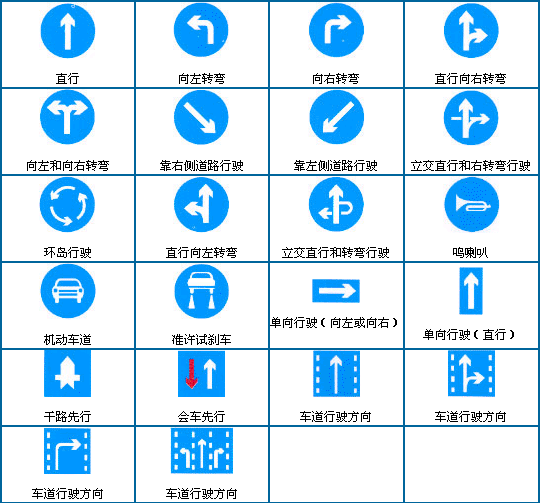 直行
向左转弯
向右转弯
直行向右转弯
向左和向右转弯
靠右侧道路行驶
靠左侧道路行驶
立交直行和右转弯行驶
环岛行驶
直行向左转弯
立交直行和转弯行驶
鸣喇叭
机动车道
准许试刹车
单向行驶(向左或向右)
单向行驶(直行)
干路先行
会车先行
车道行驶方向
车道行驶方向
车道行驶方向
车道行驶方向